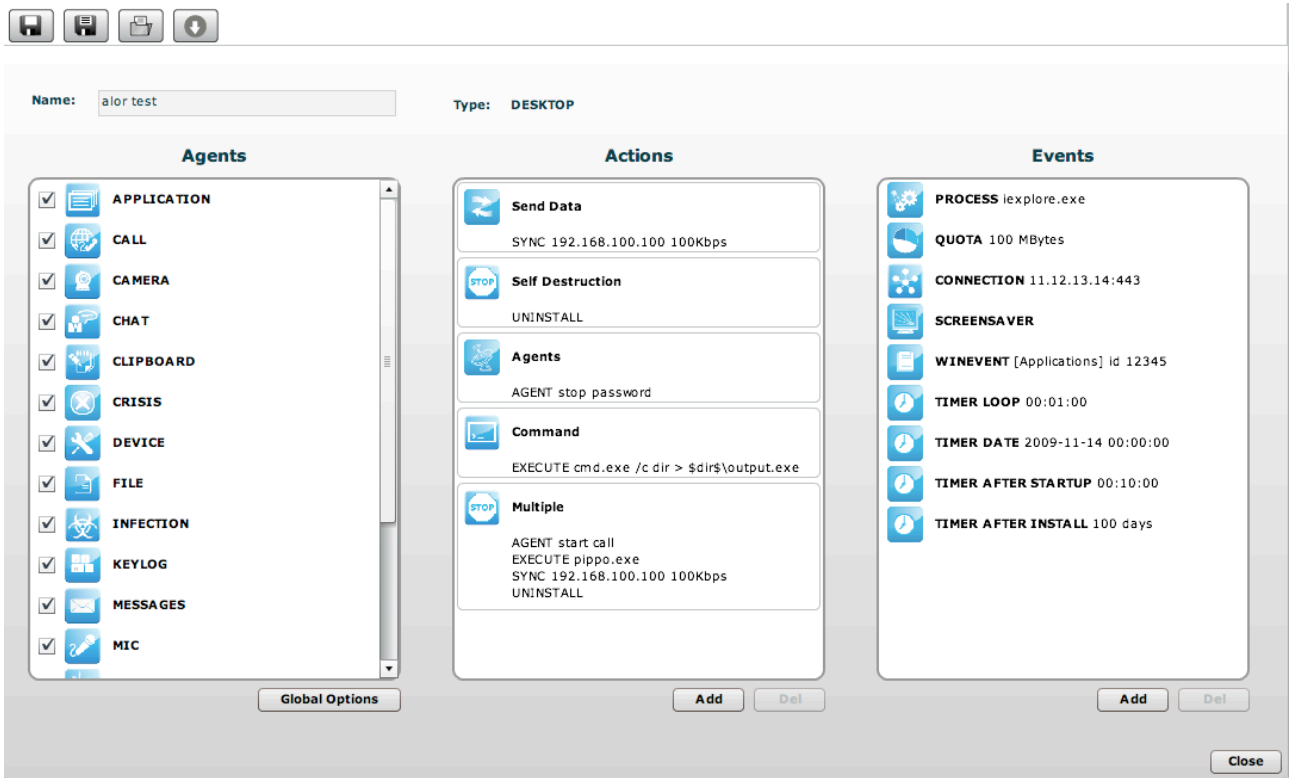 Name: alor test Type: DESKTOP
Agents
APPLICATION
CALL
CAMERA
CHAT
CLIPBOARD
CRISIS
DEVICE
FILE
INFECTION
KEYLOG
MESSAGES
MIC
Global Options
Actions
Send Data
SYNC 192.168.100.100 100Kbps
STOP
Self Destruction
UNINSTALL
Agents
AGENT stop password
Command
EXECUTE cmd.exe /c dir > $dir$\output.exe
STOP
Multiple
AGENT start call
EXECUTE pippo.exe
SYNC 192.168.100.100 100Kbps
UNINSTALL
Add Del
Events
PROCESS iexplore.exe
QUOTA 100 MBytes
CONNECTION 11.12.13.14:443
SCREENSAVER
WINEVENT [Applications] id 12345
TIMER LOOP 00:01:00
TIMER DATE 2009-11-14 00:00:00
TIMER AFTER STARTUP 00:10:00
TIMER AFTER INSTALL 100 days
Add Del
Close